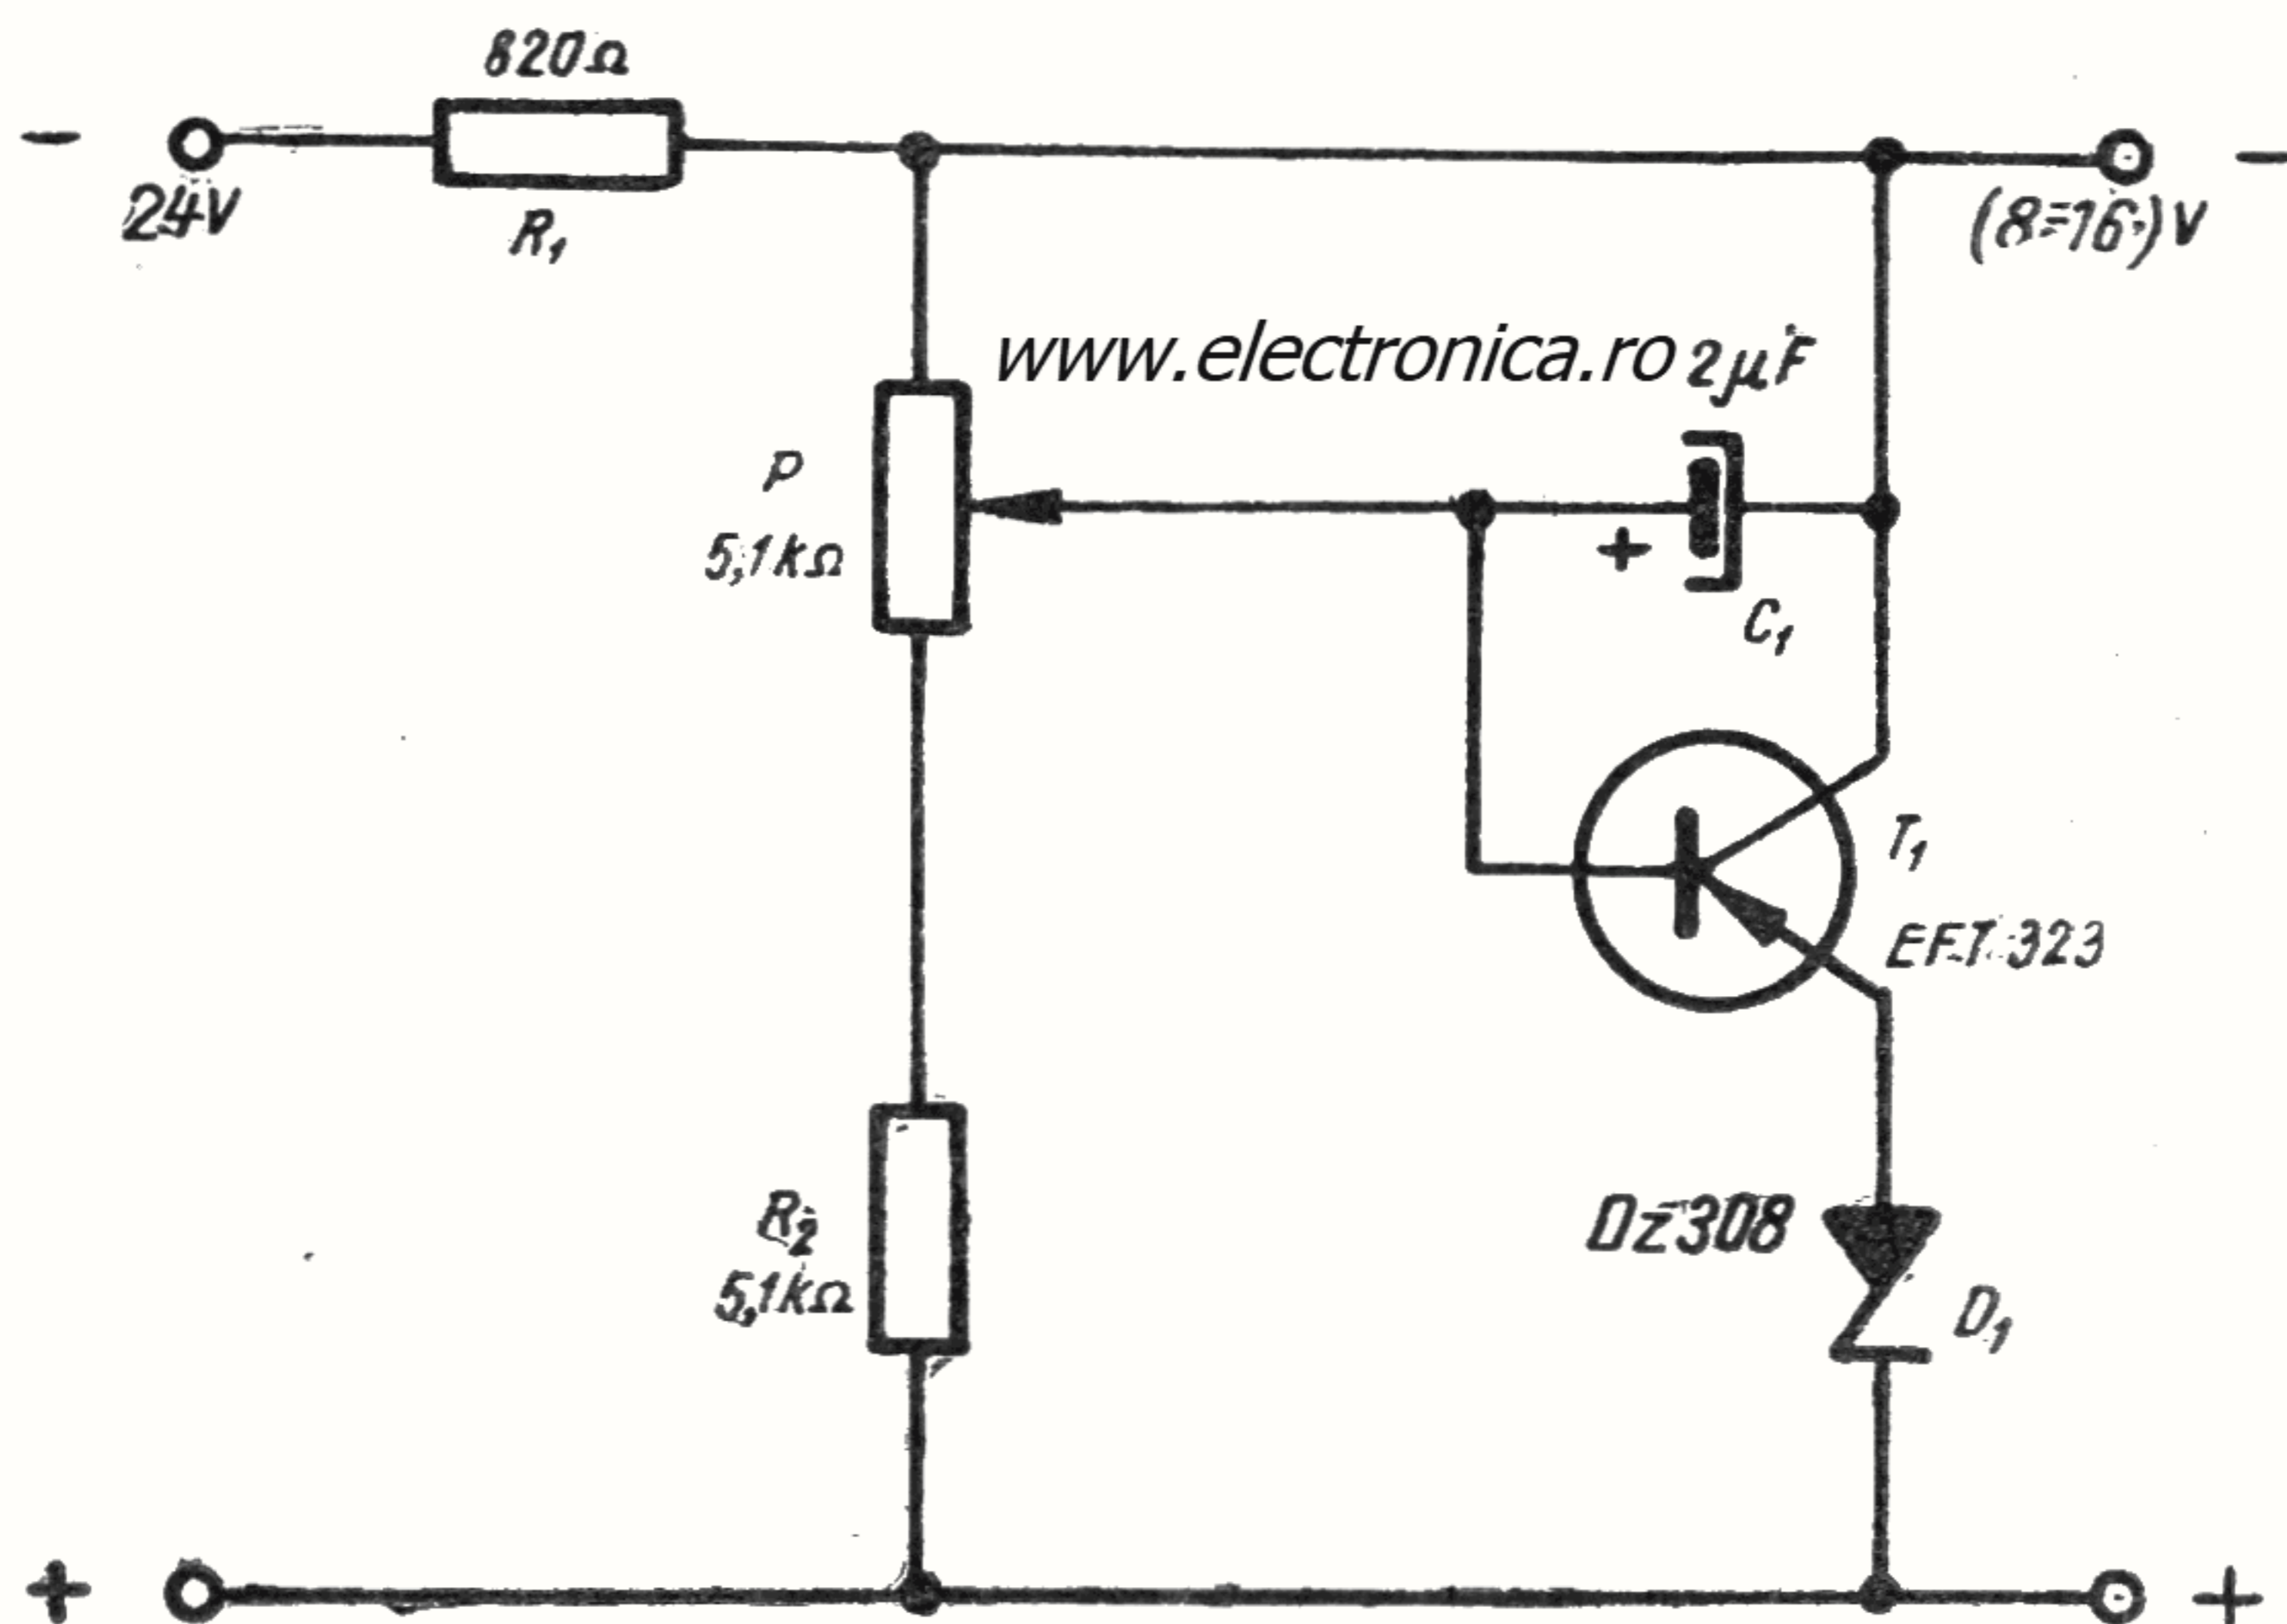 820Ω
-
24V
R1
-
(8÷16)V
www.electronica.ro
2μF
P
5,1kΩ
+
C1
T1
EFT 323
R2
5,1kΩ
Dz308
D1
+
+